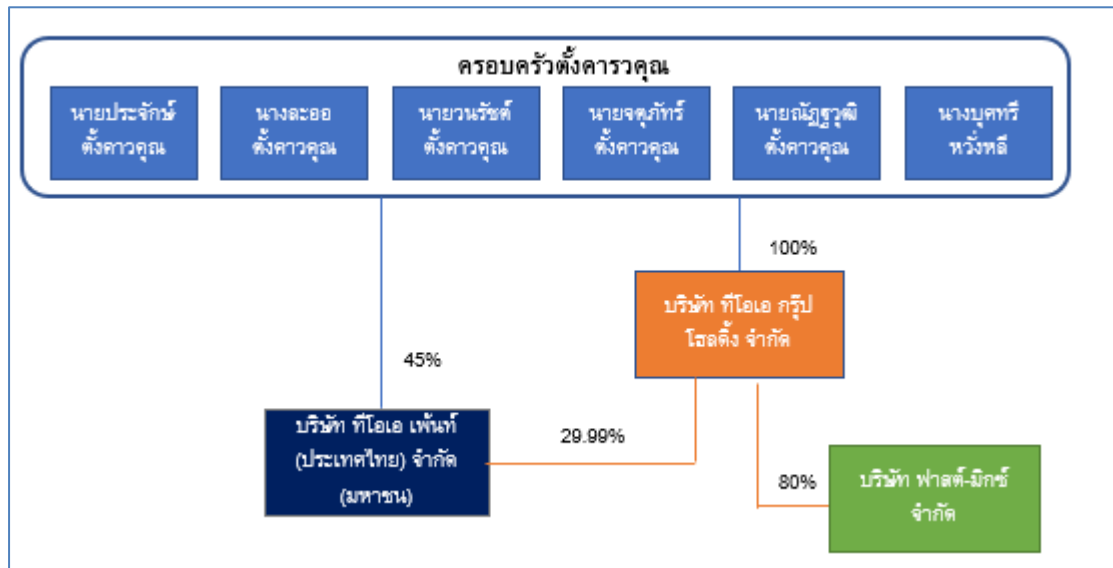 ครอบครัวตั้งคารวคุณ
นายประจักษ์
ตั้งคาวคุณ
นางละออ
ตั้งคาวคุณ
นายวนรัชต์
ตั้งคาวคุณ
นายจตุภัทร์
ตั้งคาวคุณ
นายณัฏฐวุฒิ
ตั้งคาวคุณ
นางบุศทรี
หวั่งหลี
100%
บริษัท ทีโอเอ กรุ๊ป
โฮลดิ้ง จำกัด
45%
บริษัท ทีโอเอ เพ้นท์
(ประเทศไทย) จำกัด
(มหาชน)
29.99%
80%
บริษัท ฟาสต์-มิกซ์
จำกัด